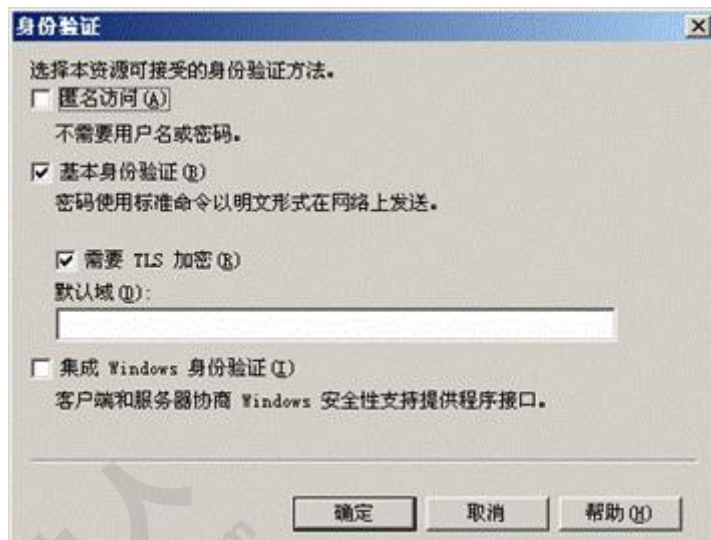 身份验证
选择本资源可接受的身份验证方法。
匿名访问(A)
不需要用户名或密码。
基本身份验证(B)
密码使用标准命令以明文形式在网络上发送。
需要 TLS 加密(R)
默认域(D):
集成 Windows 身份验证(I)
客户端和服务器协商 Windows 安全性支持提供程序接口。
确定 取消 帮助(H)